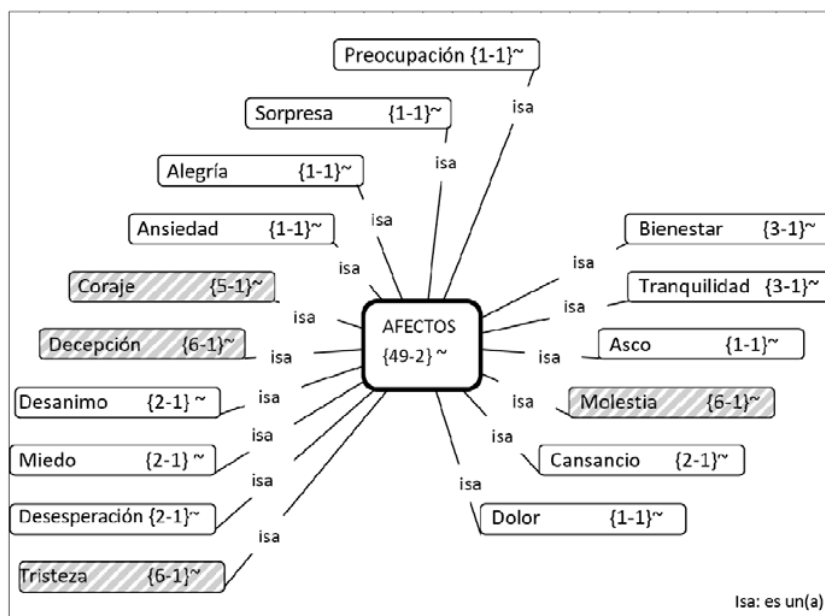 Preocupación {1-1}~
isa
Sorpresa {1-1}~
isa
Alegría {1-1}~
isa
Ansiedad {1-1}~
isa
Coraje {5-1}~
isa
Decepción {6-1}~
isa
Desanimo {2-1} ~
isa
Miedo {2-1} ~
isa
Desesperación {2-1}~
isa
Tristeza {6-1}~
isa
AFECTOS
{49-2} ~
Bienestar {3-1}~
isa
Tranquilidad {3-1}~
isa
Asco {1-1}~
isa
Molestia {6-1}~
isa
Cansancio {2-1}~
isa
Dolor {1-1}~
isa
Isa: es un(a)